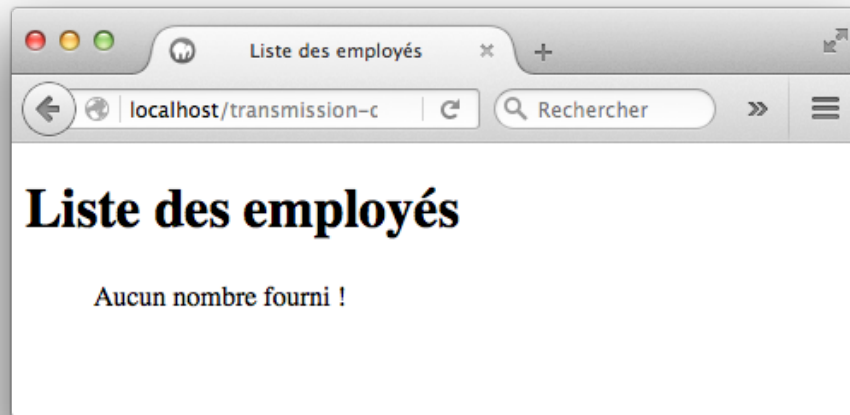 Liste des employés
localhost/transmission-c
Rechercher
Liste des employés
Aucun nombre fourni !